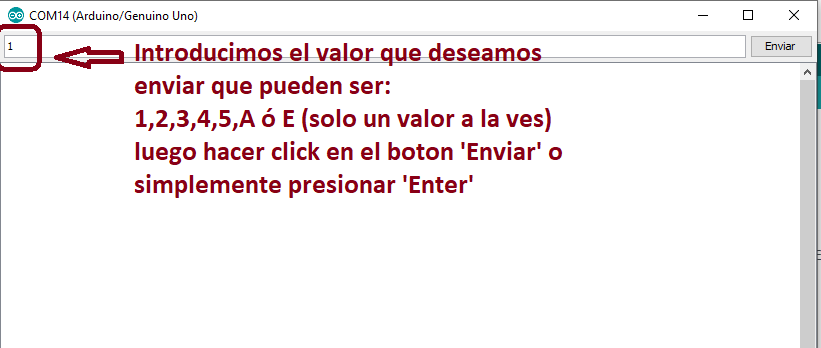 COM14 (Arduino/Genuino Uno)
1
Enviar
Introducimos el valor que deseamos
enviar que pueden ser:
1,2,3,4,5,A ó E (solo un valor a la ves)
luego hacer click en el boton 'Enviar' o
simplemente presionar 'Enter'